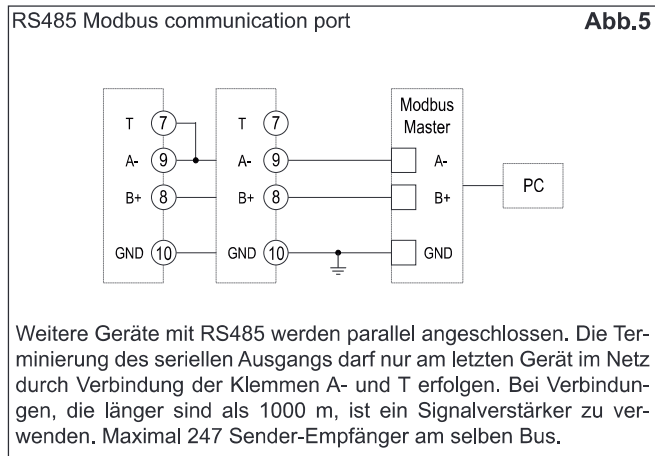 RS485 Modbus communication port Abb.5
Modbus
Master
T 7 T 7
A- 9 A- 9 A-
B+ 8 B+ 8 B+ PC
GND 10 GND 10 GND
Weitere Geräte mit RS485 werden parallel angeschlossen. Die Ter-
minierung des seriellen Ausgangs darf nur am letzten Gerät im Netz
durch Verbindung der Klemmen A- und T erfolgen. Bei Verbindun-
gen, die länger sind als 1000 m, ist ein Signalverstärker zu ver-
wenden. Maximal 247 Sender-Empfänger am selben Bus.